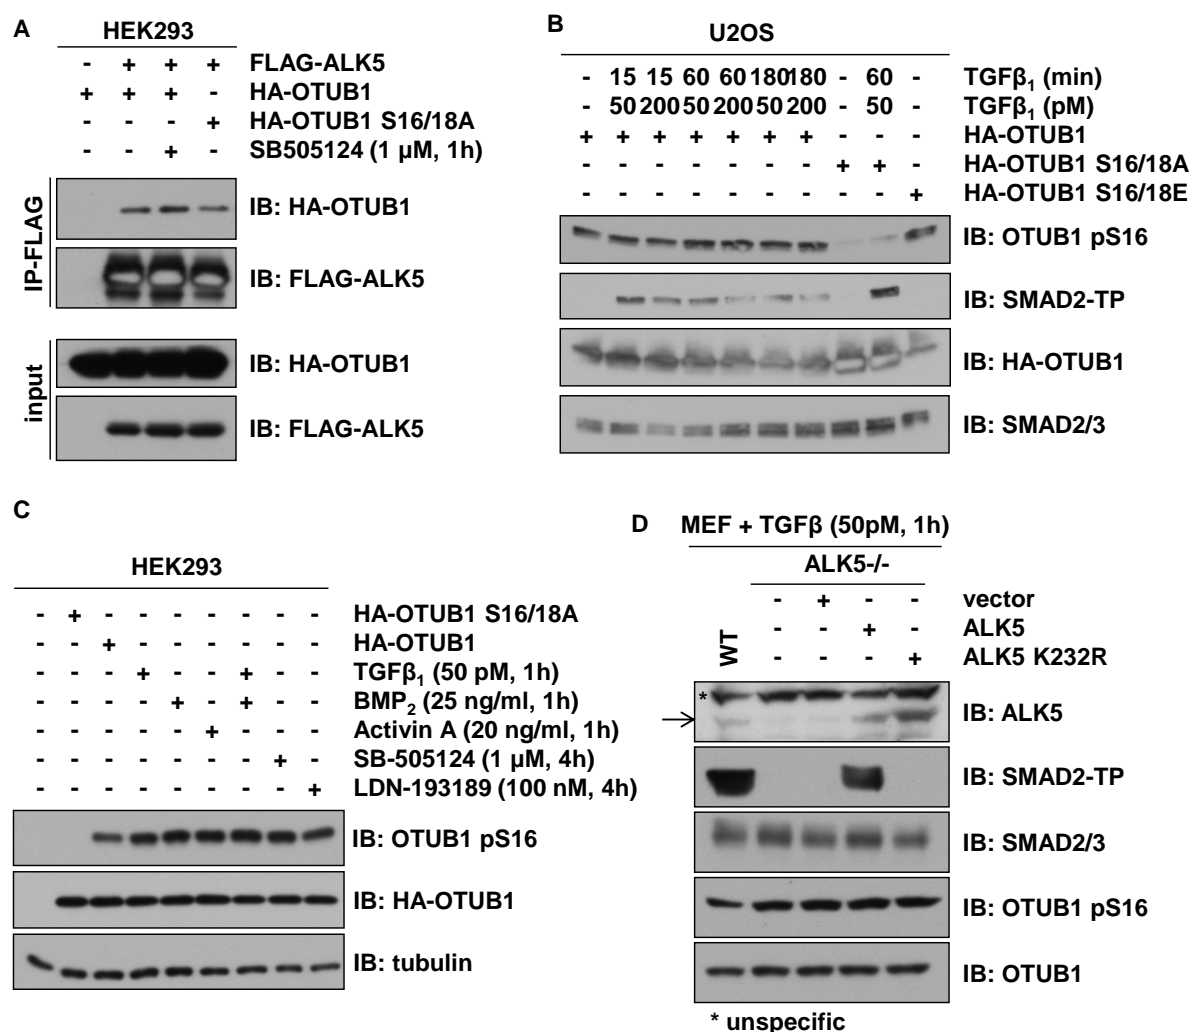 A
HEK293
- + + + FLAG-ALK5
+ + + - HA-OTUB1
- - - + HA-OTUB1 S16/18A
- - + - SB505124 (1 µM, 1h)
IP-FLAG
IB: HA-OTUB1
IB: FLAG-ALK5
input
IB: HA-OTUB1
IB: FLAG-ALK5
B
U2OS
- 15 15 60 60 180 180 - 60 - TGFβ1 (min)
- 50 200 50 200 50 200 - 50 - TGFβ1 (pM)
+ + + + + + + - - - HA-OTUB1
- - - - - - - + + - HA-OTUB1 S16/18A
- - - - - - - - - + HA-OTUB1 S16/18E
IB: OTUB1 pS16
IB: SMAD2-TP
IB: HA-OTUB1
IB: SMAD2/3
C
HEK293
- + - - - - - - - HA-OTUB1 S16/18A
- - + - - - - - - HA-OTUB1
- - - + - - + - - TGFβ1 (50 pM, 1h)
- - - - + - + - - BMP2 (25 ng/ml, 1h)
- - - - - + - - - Activin A (20 ng/ml, 1h)
- - - - - - - + - SB-505124 (1 µM, 4h)
- - - - - - - - + LDN-193189 (100 nM, 4h)
IB: OTUB1 pS16
IB: HA-OTUB1
IB: tubulin
D
MEF + TGFβ (50pM, 1h)
ALK5-/-
WT
- + - - vector
- - + - ALK5
- - - + ALK5 K232R
*
IB: ALK5
IB: SMAD2-TP
IB: SMAD2/3
IB: OTUB1 pS16
IB: OTUB1
* unspecific